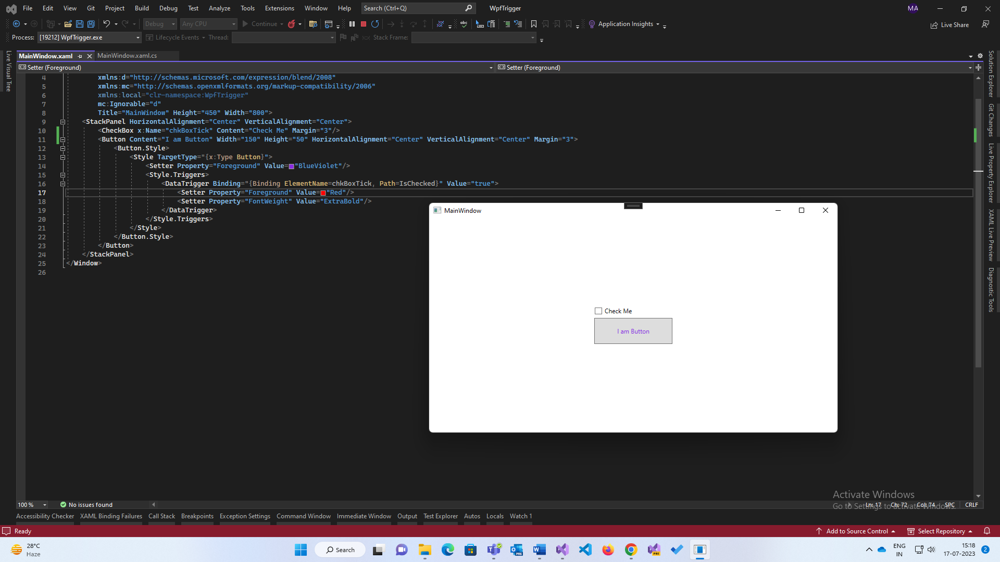 File Edit View Git Project Build Debug Test Analyze Tools Extensions Window Help Search (Ctrl+Q) WpfTrigger MA
Debug Any CPU Continue Application Insights Live Share
Process: [19212] WpfTrigger.exe Lifecycle Events Thread: Stack Frame:
Live Visual Tree
MainWindow.xaml MainWindow.xaml.cs
Setter (Foreground) Setter (Foreground)
4 xmlns:d="http://schemas.microsoft.com/expression/blend/2008"
5 xmlns:mc="http://schemas.openxmlformats.org/markup-compatibility/2006"
6 xmlns:local="clr-namespace:WpfTrigger"
7 mc:Ignorable="d"
8 Title="MainWindow" Height="450" Width="800">
9 <StackPanel HorizontalAlignment="Center" VerticalAlignment="Center">
10 <CheckBox x:Name="chkBoxTick" Content="Check Me" Margin="3"/>
11 <Button Content="I am Button" Width="150" Height="50" HorizontalAlignment="Center" VerticalAlignment="Center" Margin="3">
12 <Button.Style>
13 <Style TargetType="{x:Type Button}">
14 <Setter Property="Foreground" Value="BlueViolet"/>
15 <Style.Triggers>
16 <DataTrigger Binding="{Binding ElementName=chkBoxTick, Path=IsChecked}" Value="true">
17 <Setter Property="Foreground" Value="Red"/>
18 <Setter Property="FontWeight" Value="ExtraBold"/>
19 </DataTrigger>
20 </Style.Triggers>
21 </Style>
22 </Button.Style>
23 </Button>
24 </StackPanel>
25 </Window>
26
MainWindow
Check Me
I am Button
Solution Explorer
Git Changes
Live Property Explorer
XAML Live Preview
Diagnostic Tools
Activate Windows
Go to Settings to activate Windows.
100 % No issues found Ln: 17 Ch: 72 Col: 74 SPC CRLF
Accessibility Checker XAML Binding Failures Call Stack Breakpoints Exception Settings Command Window Immediate Window Output Test Explorer Autos Locals Watch 1
Ready Add to Source Control Select Repository
28°C
Haze
Search
PRE
PRE
PRE
ENG
IN
15:18
17-07-2023
2